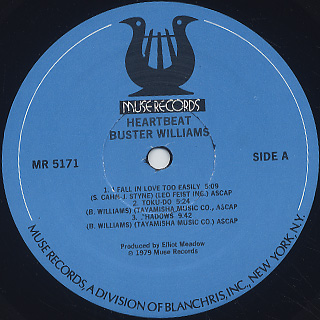 MUSE RECORDS
HEARTBEAT
BUSTER WILLIAMS
MR 5171
SIDE A
1. I FALL IN LOVE TOO EASILY 5:09
(S. CAHN-J. STYNE) (LEO FEIST INC.) ASCAP
2. TOKU-DO 5:24
(B. WILLIAMS) (TAYAMISHA MUSIC CO., ASCAP
3. SHADOWS 9.42
(B. WILLIAMS) (TAYAMISHA MUSIC CO.) ASCAP
Produced by Elliot Meadow
℗ 1979 Muse Records
MUSE RECORDS, A DIVISION OF BLANCHRIS, INC., NEW YORK, N.Y.